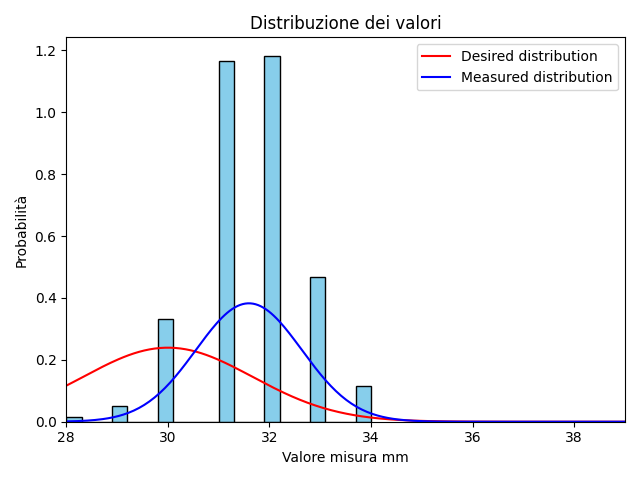 Distribuzione dei valori
Desired distribution
Measured distribution
Probabilità
1.2
1.0
0.8
0.6
0.4
0.2
0.0
28 30 32 34 36 38
Valore misura mm